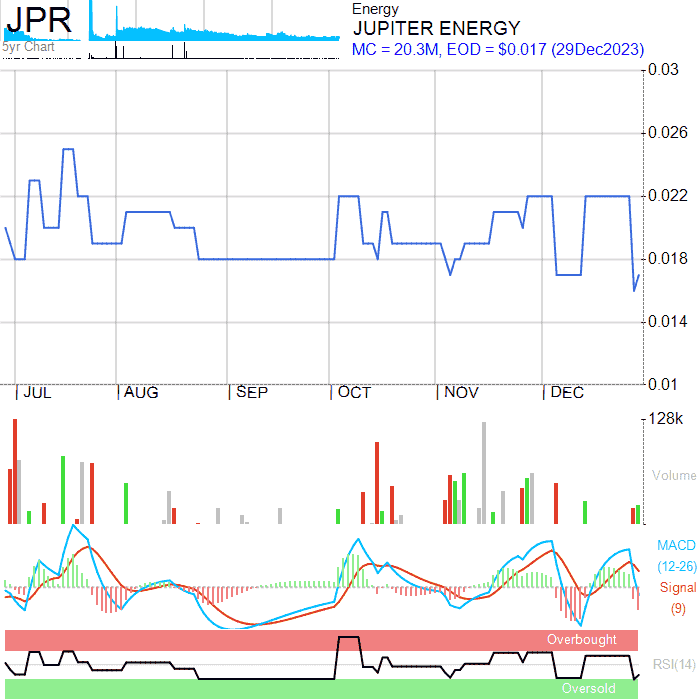 JPR
5yr Chart
Energy
JUPITER ENERGY
MC = 20.3M, EOD = $0.017 (29Dec2023)
0.03
0.026
0.022
0.018
0.014
0.01
JUL AUG SEP OCT NOV DEC
128k
Volume
MACD
(12-26)
Signal
(9)
Overbought
RSI(14)
Oversold